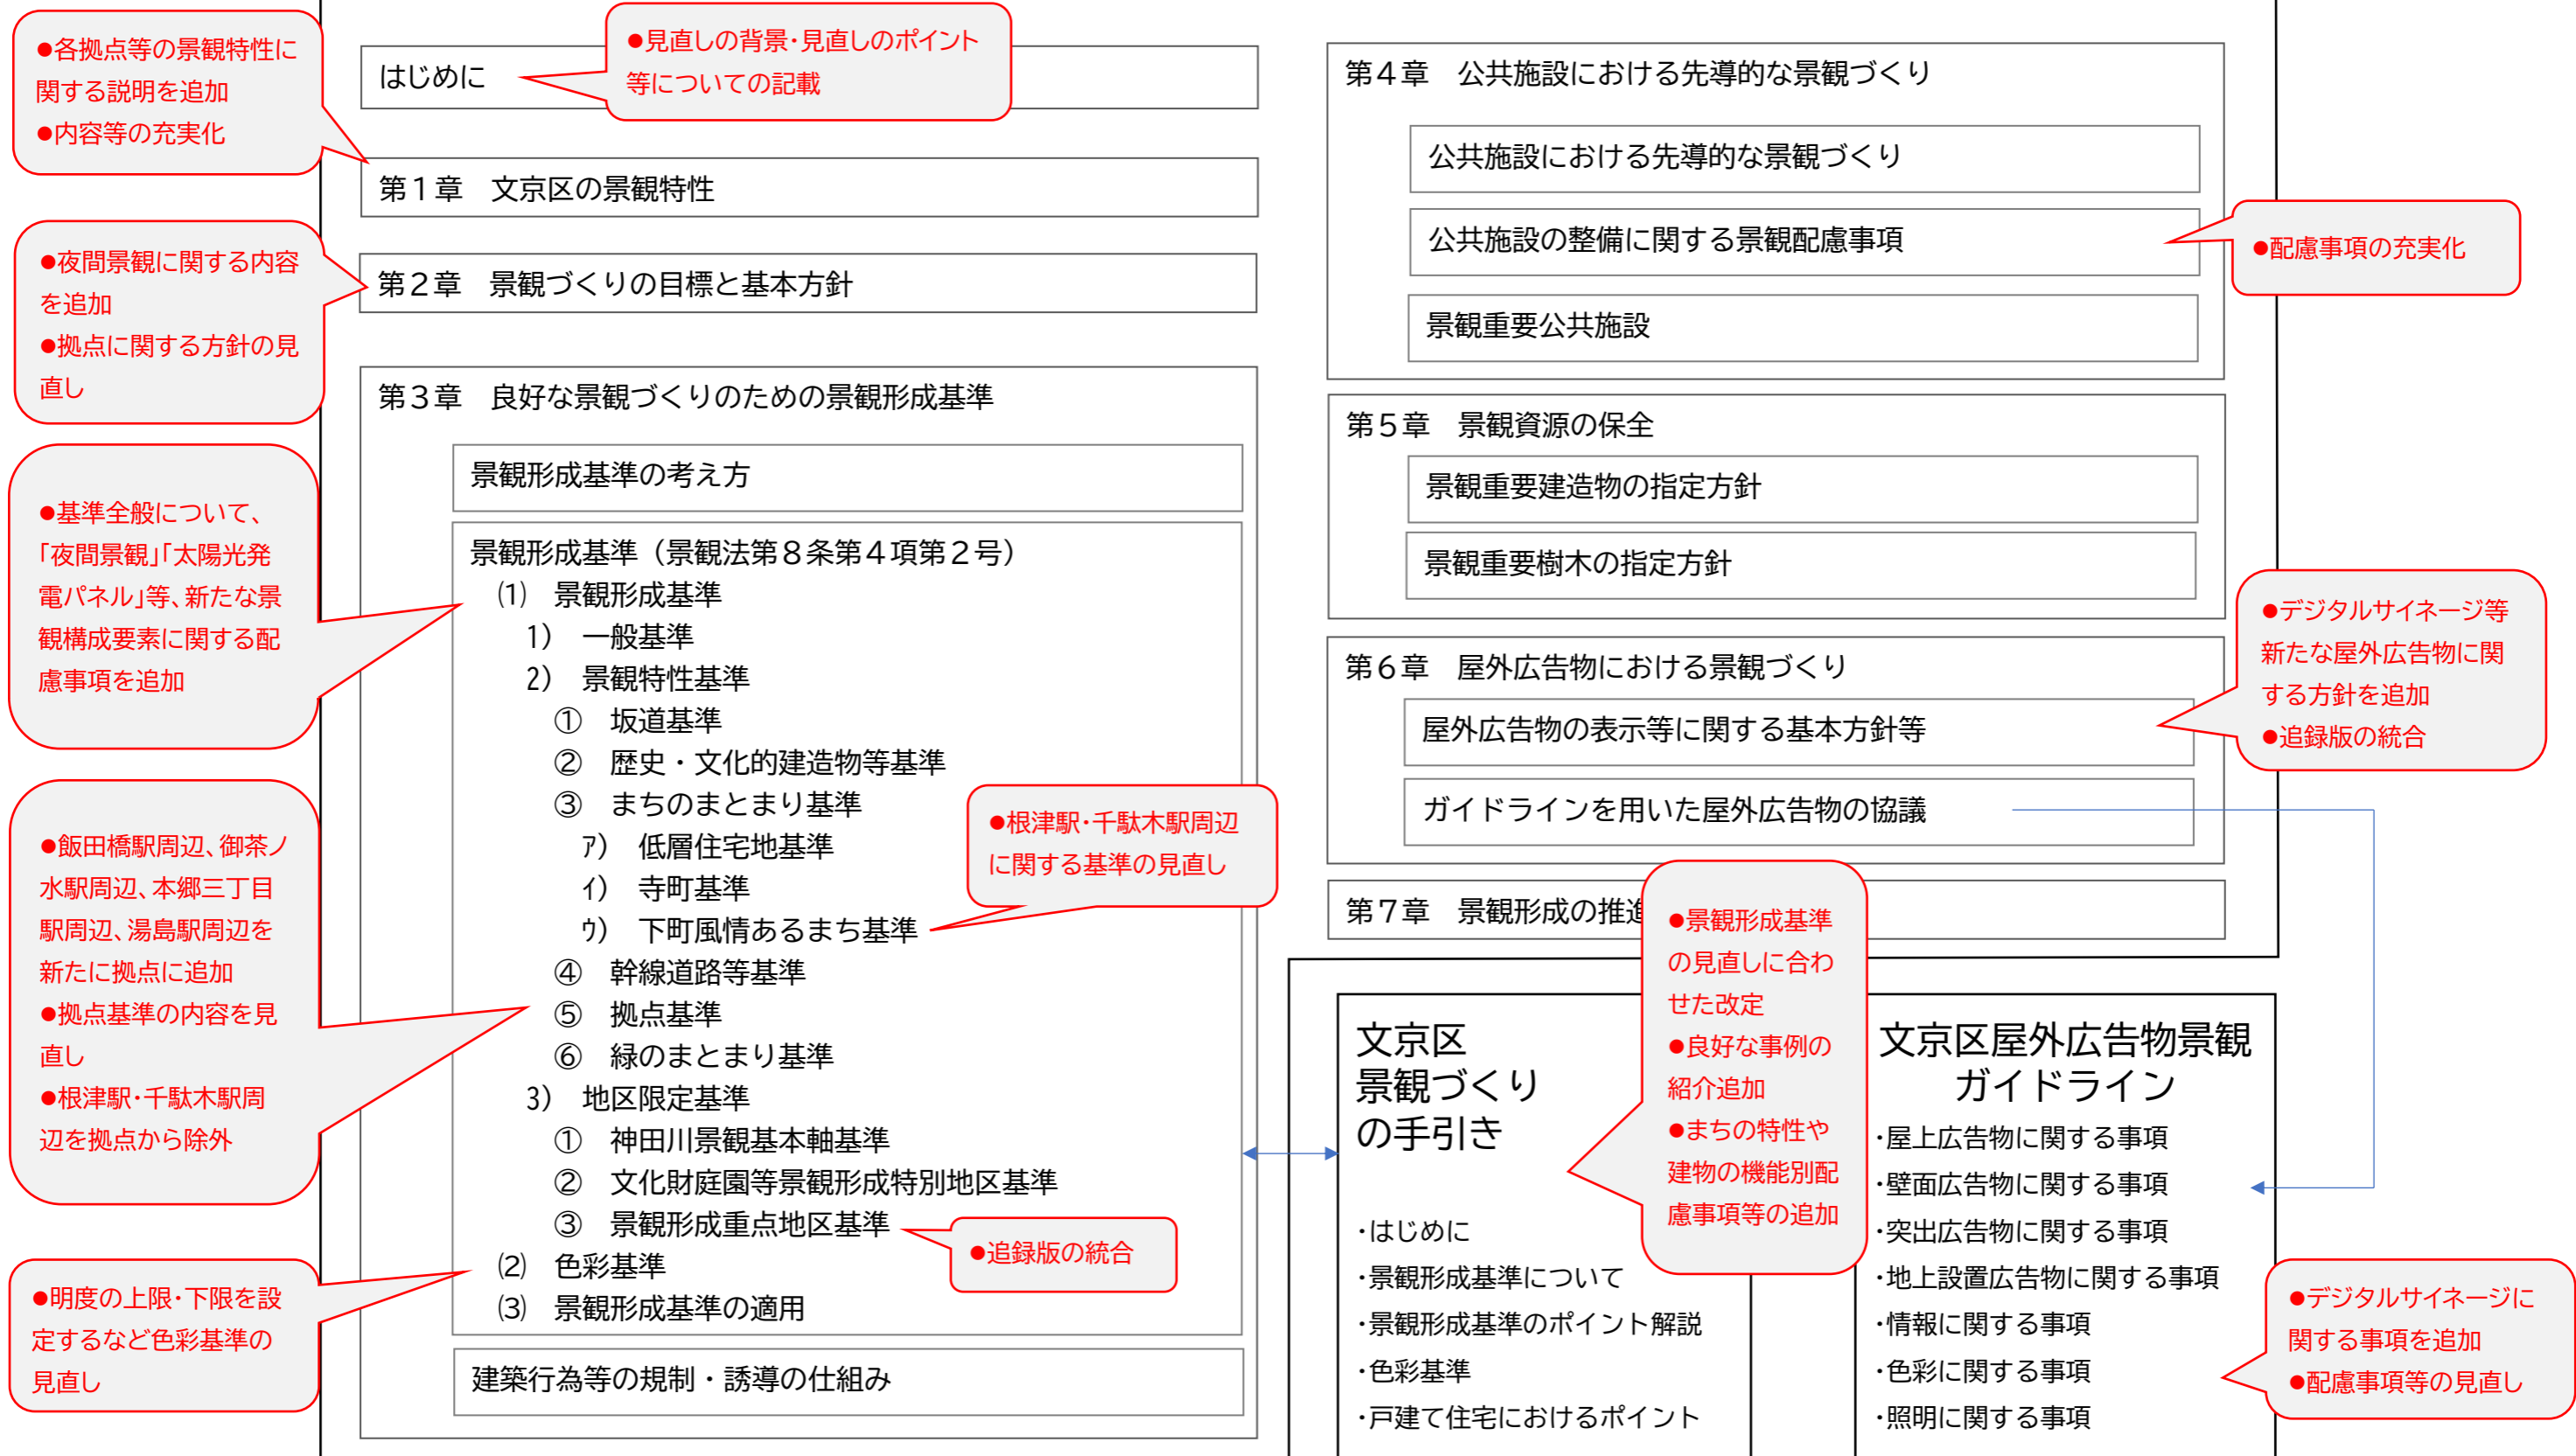 ●各拠点等の景観特性に
関する説明を追加
●内容等の充実化
はじめに
●見直しの背景・見直しのポイント
等についての記載
第１章　文京区の景観特性
●夜間景観に関する内容
を追加
●拠点に関する方針の見
直し
第２章　景観づくりの目標と基本方針
第３章　良好な景観づくりのための景観形成基準
景観形成基準の考え方
●基準全般について、
「夜間景観」「太陽光発
電パネル」等、新たな景
観構成要素に関する配
慮事項を追加
景観形成基準（景観法第８条第４項第２号）
⑴　景観形成基準
1)　一般基準
2)　景観特性基準
①　坂道基準
②　歴史・文化的建造物等基準
③　まちのまとまり基準
ｱ)　低層住宅地基準
ｲ)　寺町基準
ｳ)　下町風情あるまち基準
●根津駅・千駄木駅周辺
に関する基準の見直し
④　幹線道路等基準
⑤　拠点基準
⑥　緑のまとまり基準
●飯田橋駅周辺、御茶ノ
水駅周辺、本郷三丁目
駅周辺、湯島駅周辺を
新たに拠点に追加
●拠点基準の内容を見
直し
●根津駅・千駄木駅周
辺を拠点から除外
3)　地区限定基準
①　神田川景観基本軸基準
②　文化財庭園等景観形成特別地区基準
③　景観形成重点地区基準
●追録版の統合
⑵　色彩基準
⑶　景観形成基準の適用
●明度の上限・下限を設
定するなど色彩基準の
見直し
建築行為等の規制・誘導の仕組み
第４章　公共施設における先導的な景観づくり
公共施設における先導的な景観づくり
公共施設の整備に関する景観配慮事項
●配慮事項の充実化
景観重要公共施設
第５章　景観資源の保全
景観重要建造物の指定方針
景観重要樹木の指定方針
第６章　屋外広告物における景観づくり
屋外広告物の表示等に関する基本方針等
●デジタルサイネージ等
新たな屋外広告物に関
する方針を追加
●追録版の統合
ガイドラインを用いた屋外広告物の協議
第７章　景観形成の推進
文京区
景観づくり
の手引き
・はじめに
・景観形成基準について
・景観形成基準のポイント解説
・色彩基準
・戸建て住宅におけるポイント
●景観形成基準
の見直しに合わ
せた改定
●良好な事例の
紹介追加
●まちの特性や
建物の機能別配
慮事項等の追加
文京区屋外広告物景観
ガイドライン
・屋上広告物に関する事項
・壁面広告物に関する事項
・突出広告物に関する事項
・地上設置広告物に関する事項
・情報に関する事項
・色彩に関する事項
・照明に関する事項
●デジタルサイネージに
関する事項を追加
●配慮事項等の見直し